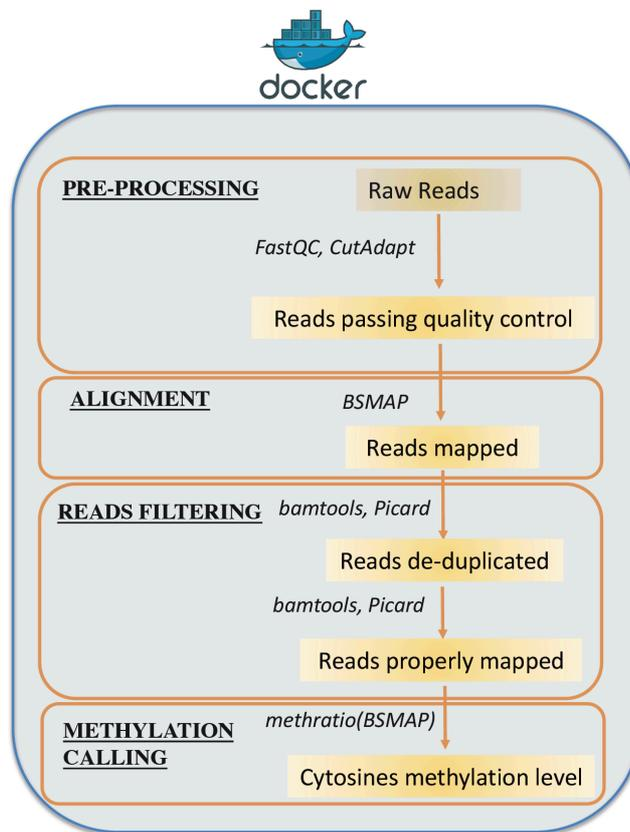 docker
PRE-PROCESSING
Raw Reads
FastQC, CutAdapt
Reads passing quality control
ALIGNMENT
BSMAP
Reads mapped
READS FILTERING
bamtools, Picard
Reads de-duplicated
bamtools, Picard
Reads properly mapped
METHYLATION
CALLING
methratio(BSMAP)
Cytosines methylation level